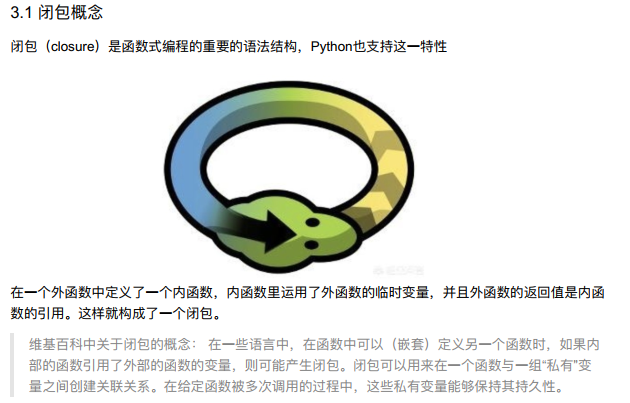 3.1 闭包概念
闭包（closure）是函数式编程的重要的语法结构，Python也支持这一特性
在一个外函数中定义了一个内函数，内函数里运用了外函数的临时变量，并且外函数的返回值是内函
数的引用。这样就构成了一个闭包。
维基百科中关于闭包的概念： 在一些语言中，在函数中可以（嵌套）定义另一个函数时，如果内
部的函数引用了外部的函数的变量，则可能产生闭包。闭包可以用来在一个函数与一组“私有”变
量之间创建关联关系。在给定函数被多次调用的过程中，这些私有变量能够保持其持久性。